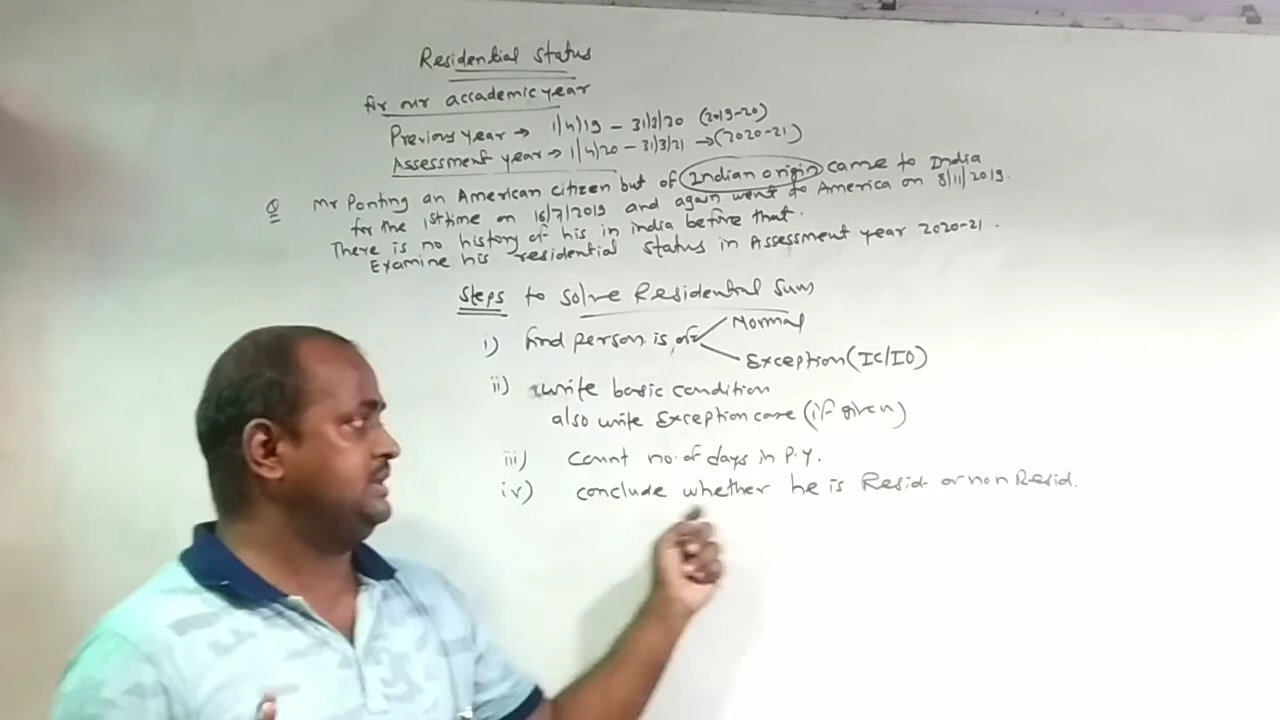 Residential Status
for our accademic year
Previous year → 1/4/19 - 31/3/20 (2019-20)
Assessment year → 1/4/20 - 31/3/21 → (2020-21)
Q Mr Ponting an American citizen but of Indian origin came to India
for the 1st time on 16/7/2019 and again went to America on 8/11/2019.
There is no history of his in india before that.
Examine his residential status in Assessment year 2020-21.
Steps to solve Residential Sum
i) find person is of Normal
Exception (IC/IO)
ii) write basic condition
also write Exception case (if given)
iii) Count no. of days in P.Y.
iv) conclude whether he is Resid or non Resid.